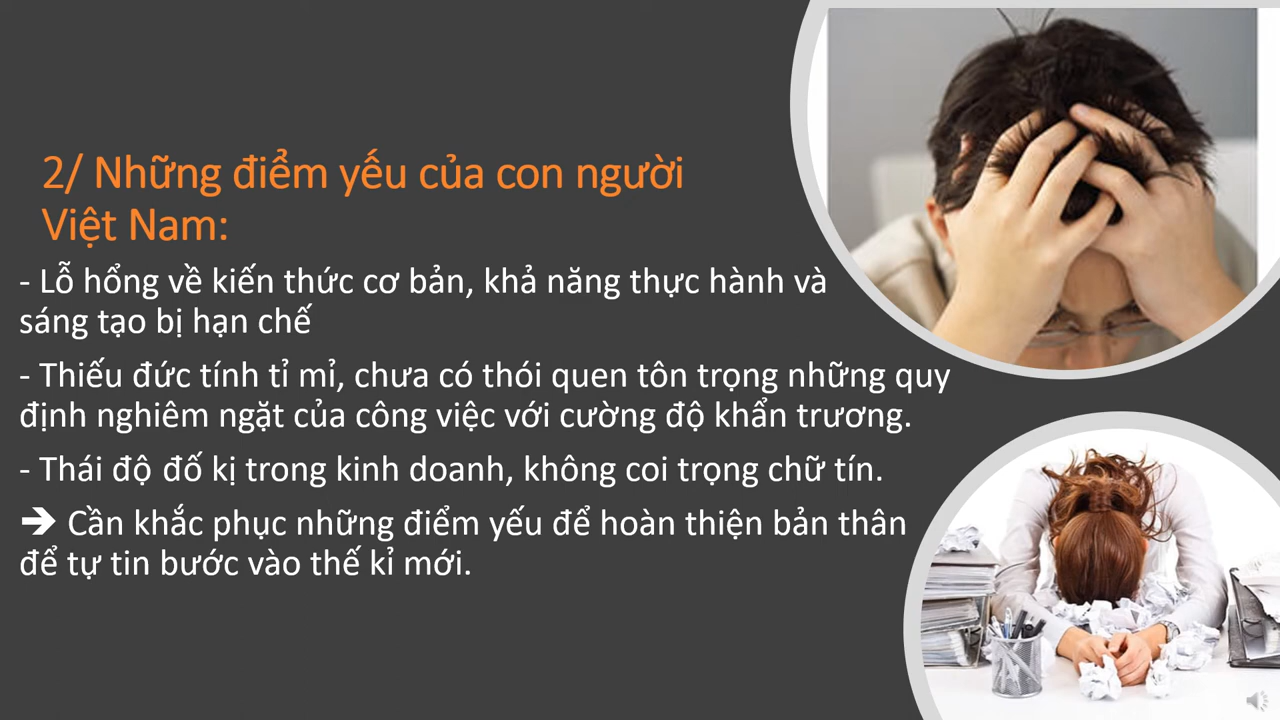 2/ Những điểm yếu của con người
Việt Nam:
- Lỗ hổng về kiến thức cơ bản, khả năng thực hành và
sáng tạo bị hạn chế
- Thiếu đức tính tỉ mỉ, chưa có thói quen tôn trọng những quy
định nghiêm ngặt của công việc với cường độ khẩn trương.
- Thái độ đố kị trong kinh doanh, không coi trọng chữ tín.
➔ Cần khắc phục những điểm yếu để hoàn thiện bản thân
để tự tin bước vào thế kỉ mới.